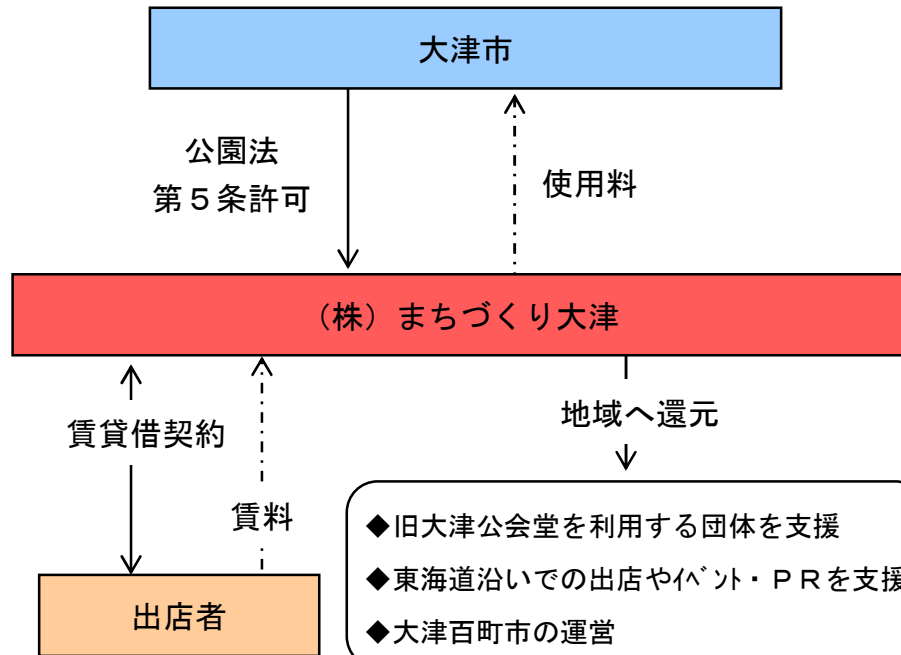 大津市
公園法
第５条許可
使用料
（株）まちづくり大津
賃貸借契約
賃料
地域へ還元
◆旧大津公会堂を利用する団体を支援
◆東海道沿いでの出店やｲﾍﾞﾝﾄ・ＰＲを支援
◆大津百町市の運営
出店者